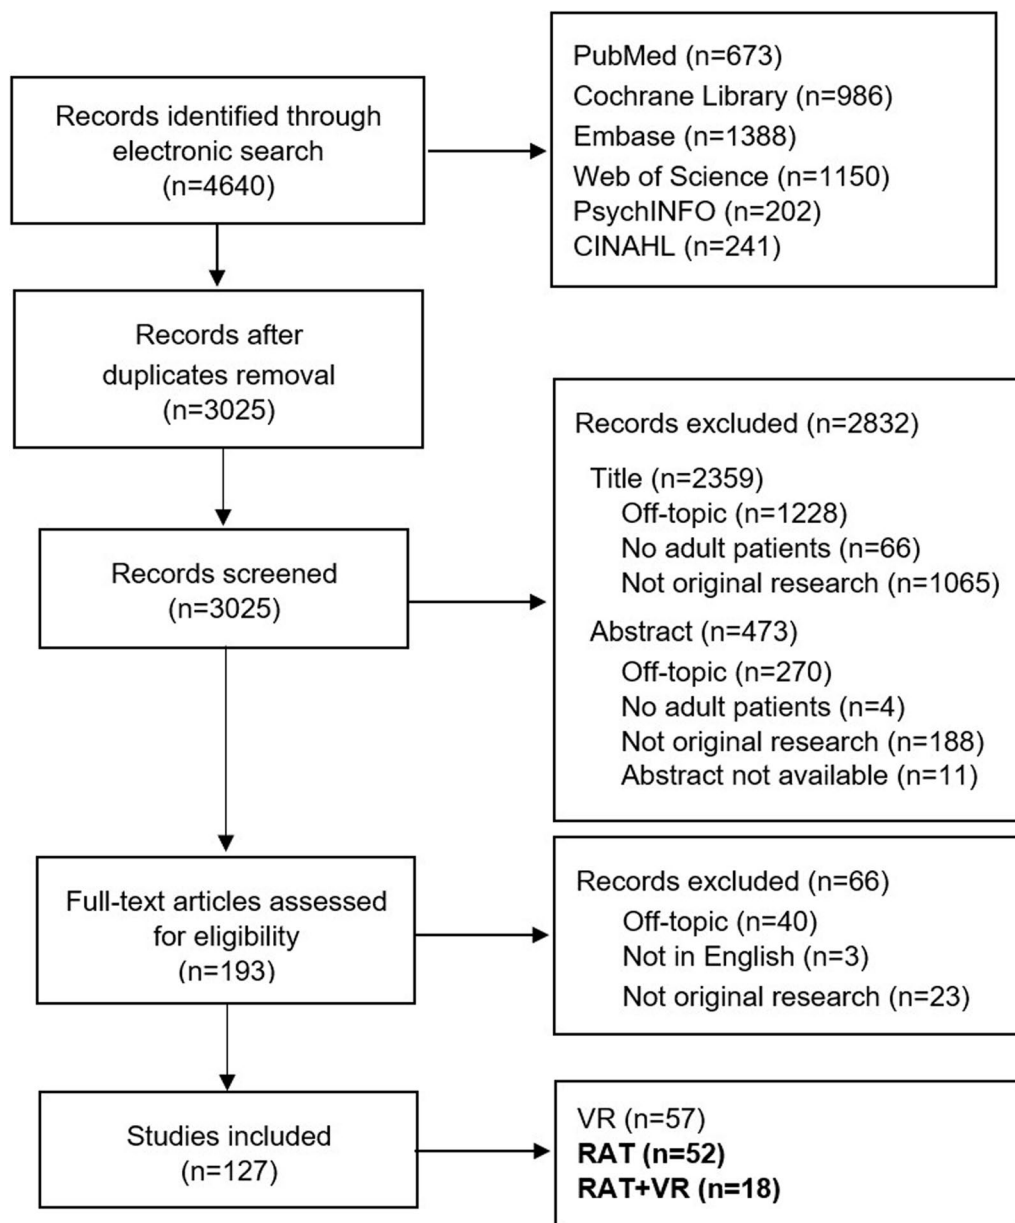 Records identified through
electronic search
(n=4640)
PubMed (n=673)
Cochrane Library (n=986)
Embase (n=1388)
Web of Science (n=1150)
PsychINFO (n=202)
CINAHL (n=241)
Records after
duplicates removal
(n=3025)
Records screened
(n=3025)
Records excluded (n=2832)
Title (n=2359)
Off-topic (n=1228)
No adult patients (n=66)
Not original research (n=1065)
Abstract (n=473)
Off-topic (n=270)
No adult patients (n=4)
Not original research (n=188)
Abstract not available (n=11)
Full-text articles assessed
for eligibility
(n=193)
Records excluded (n=66)
Off-topic (n=40)
Not in English (n=3)
Not original research (n=23)
Studies included
(n=127)
VR (n=57)
RAT (n=52)
RAT+VR (n=18)